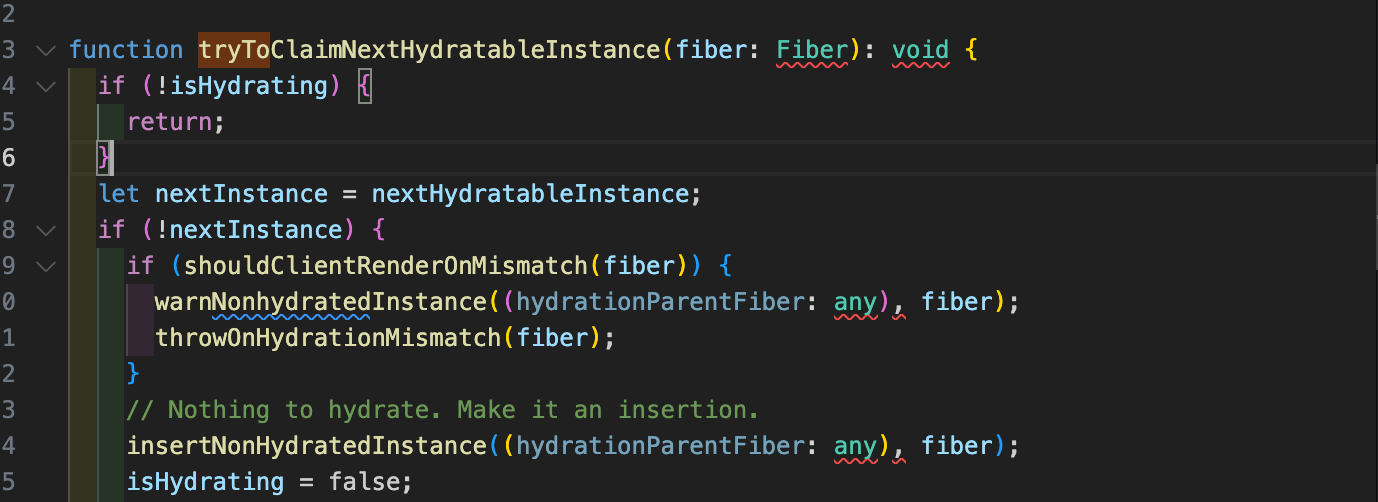 2
3 function tryToClaimNextHydratableInstance(fiber: Fiber): void {
4 if (!isHydrating) {
5 return;
6 }
7 let nextInstance = nextHydratableInstance;
8 if (!nextInstance) {
9 if (shouldClientRenderOnMismatch(fiber)) {
0 warnNonhydratedInstance((hydrationParentFiber: any), fiber);
1 throwOnHydrationMismatch(fiber);
2 }
3 // Nothing to hydrate. Make it an insertion.
4 insertNonHydratedInstance((hydrationParentFiber: any), fiber);
5 isHydrating = false;